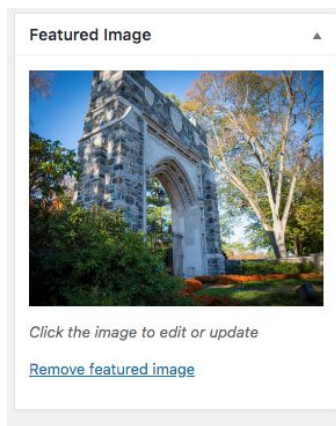 Featured Image
Click the image to edit or update
Remove featured image